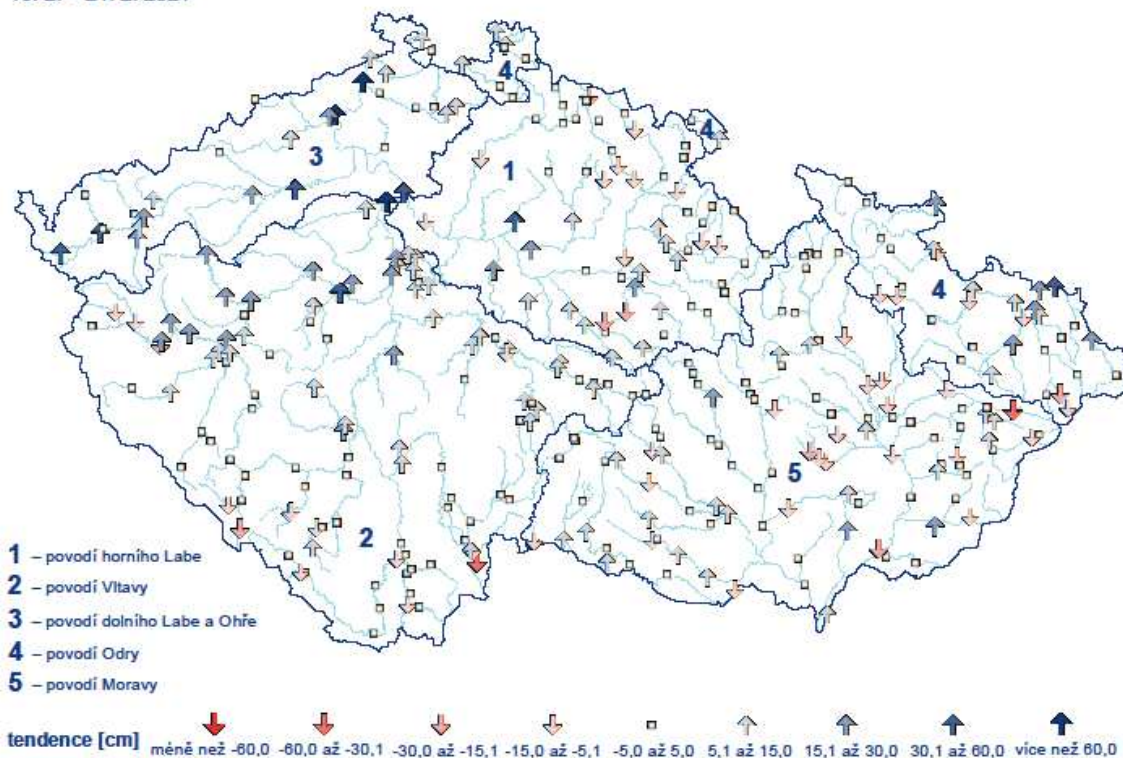 4
4
3
1
4
5
2
1 – povodí horního Labe
2 – povodí Vltavy
3 – povodí dolního Labe a Ohře
4 – povodí Odry
5 – povodí Moravy
tendence [cm] méně než -60,0 -60,0 až -30,1 -30,0 až -15,1 -15,0 až -5,1 -5,0 až 5,0 5,1 až 15,0 15,1 až 30,0 30,1 až 60,0 více než 60,0